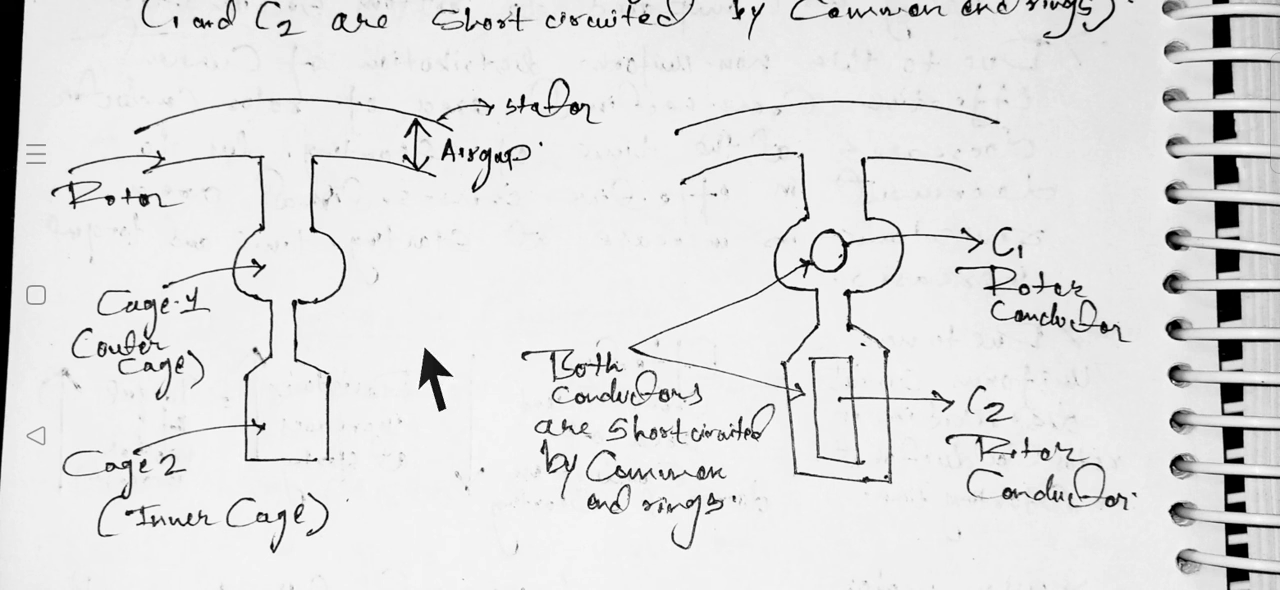 C1 and C2 are short circuited by Common end rings)
stator
Airgap
Rotor
Cage-1
(outer
cage)
Cage 2
(Inner Cage)
C1
Rotor
Conductor
Both
conductors
are shortcircuited
by Common
end rings.
C2
Rotor
Conductor